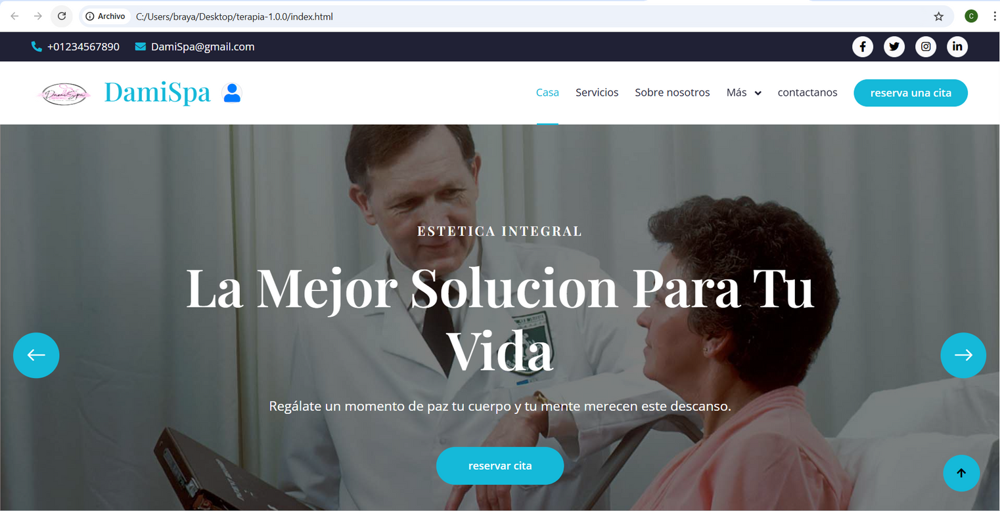 Archivo C:/Users/braya/Desktop/terapia-1.0.0/index.html C
+01234567890 DamiSpa@gmail.com
DamiSpa DamiSpa Casa Servicios Sobre nosotros Más contactanos reserva una cita
ESTETICA INTEGRAL
La Mejor Solucion Para Tu
Vida
Regálate un momento de paz tu cuerpo y tu mente merecen este descanso.
reservar cita